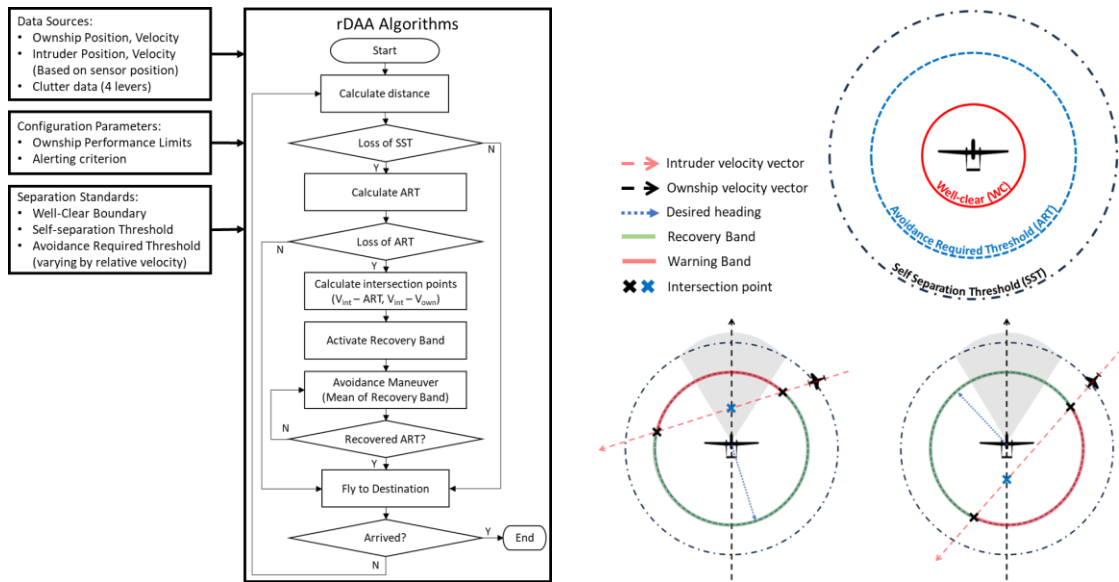 Data Sources:
• Ownship Position, Velocity
• Intruder Position, Velocity
(Based on sensor position)
• Clutter data (4 levers)
Configuration Parameters:
• Ownship Performance Limits
• Alerting criterion
Separation Standards:
• Well-Clear Boundary
• Self-separation Threshold
• Avoidance Required Threshold
(varying by relative velocity)
rDAA Algorithms
Start
Calculate distance
Loss of SST
N
Y
Calculate ART
Loss of ART
N
Y
Calculate intersection points
(Vint – ART, Vint – Vown)
Activate Recovery Band
Avoidance Maneuver
(Mean of Recovery Band)
N
Recovered ART?
Y
Fly to Destination
Arrived?
Y
End
N
Intruder velocity vector
Ownship velocity vector
Desired heading
Recovery Band
Warning Band
Intersection point
Well-clear (WC)
Avoidance Required Threshold (ART)
Self Separation Threshold (SST)